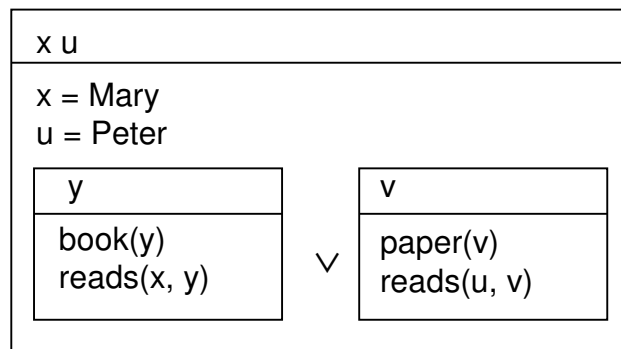 x u
x = Mary
u = Peter
y
book(y)
reads(x, y)
∨
v
paper(v)
reads(u, v)